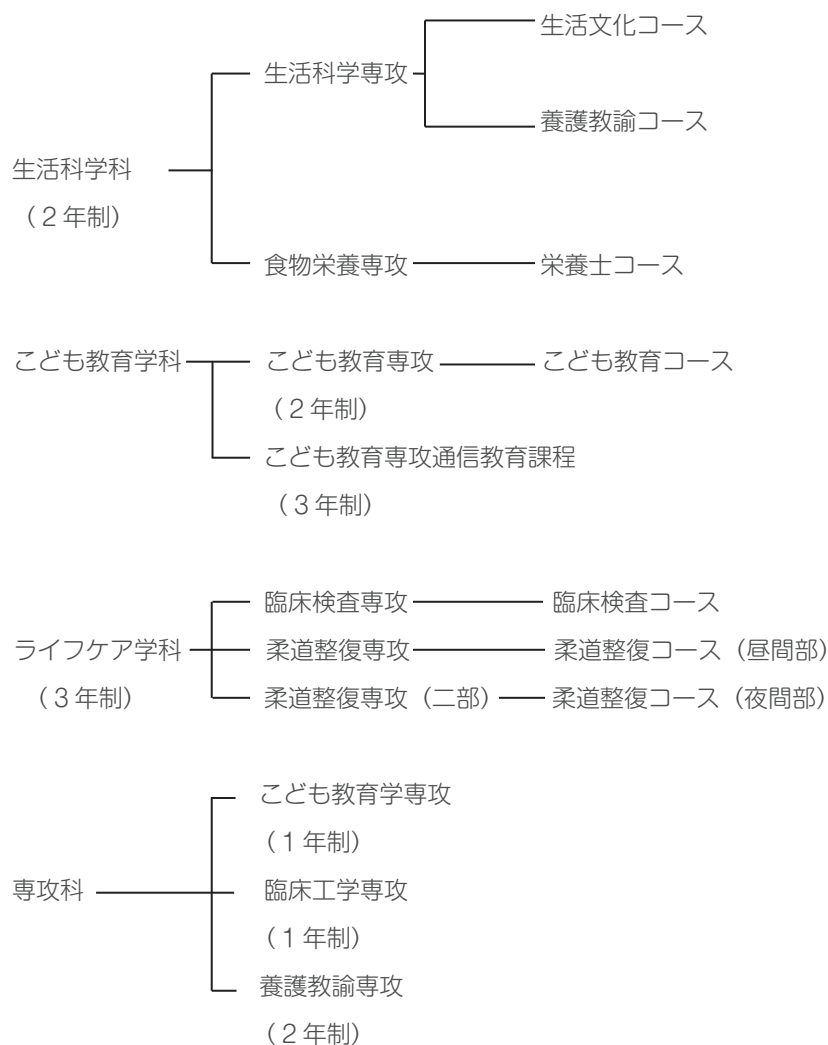 生活文化コース
生活科学専攻
養護教諭コース
生活科学科
（２年制）
食物栄養専攻 栄養士コース
こども教育学科 こども教育専攻 こども教育コース
（２年制）
こども教育専攻通信教育課程
（３年制）
臨床検査専攻 臨床検査コース
ライフケア学科 柔道整復専攻 柔道整復コース（昼間部）
（３年制） 柔道整復専攻（二部） 柔道整復コース（夜間部）
こども教育学専攻
（１年制）
専攻科 臨床工学専攻
（１年制）
養護教諭専攻
（２年制）